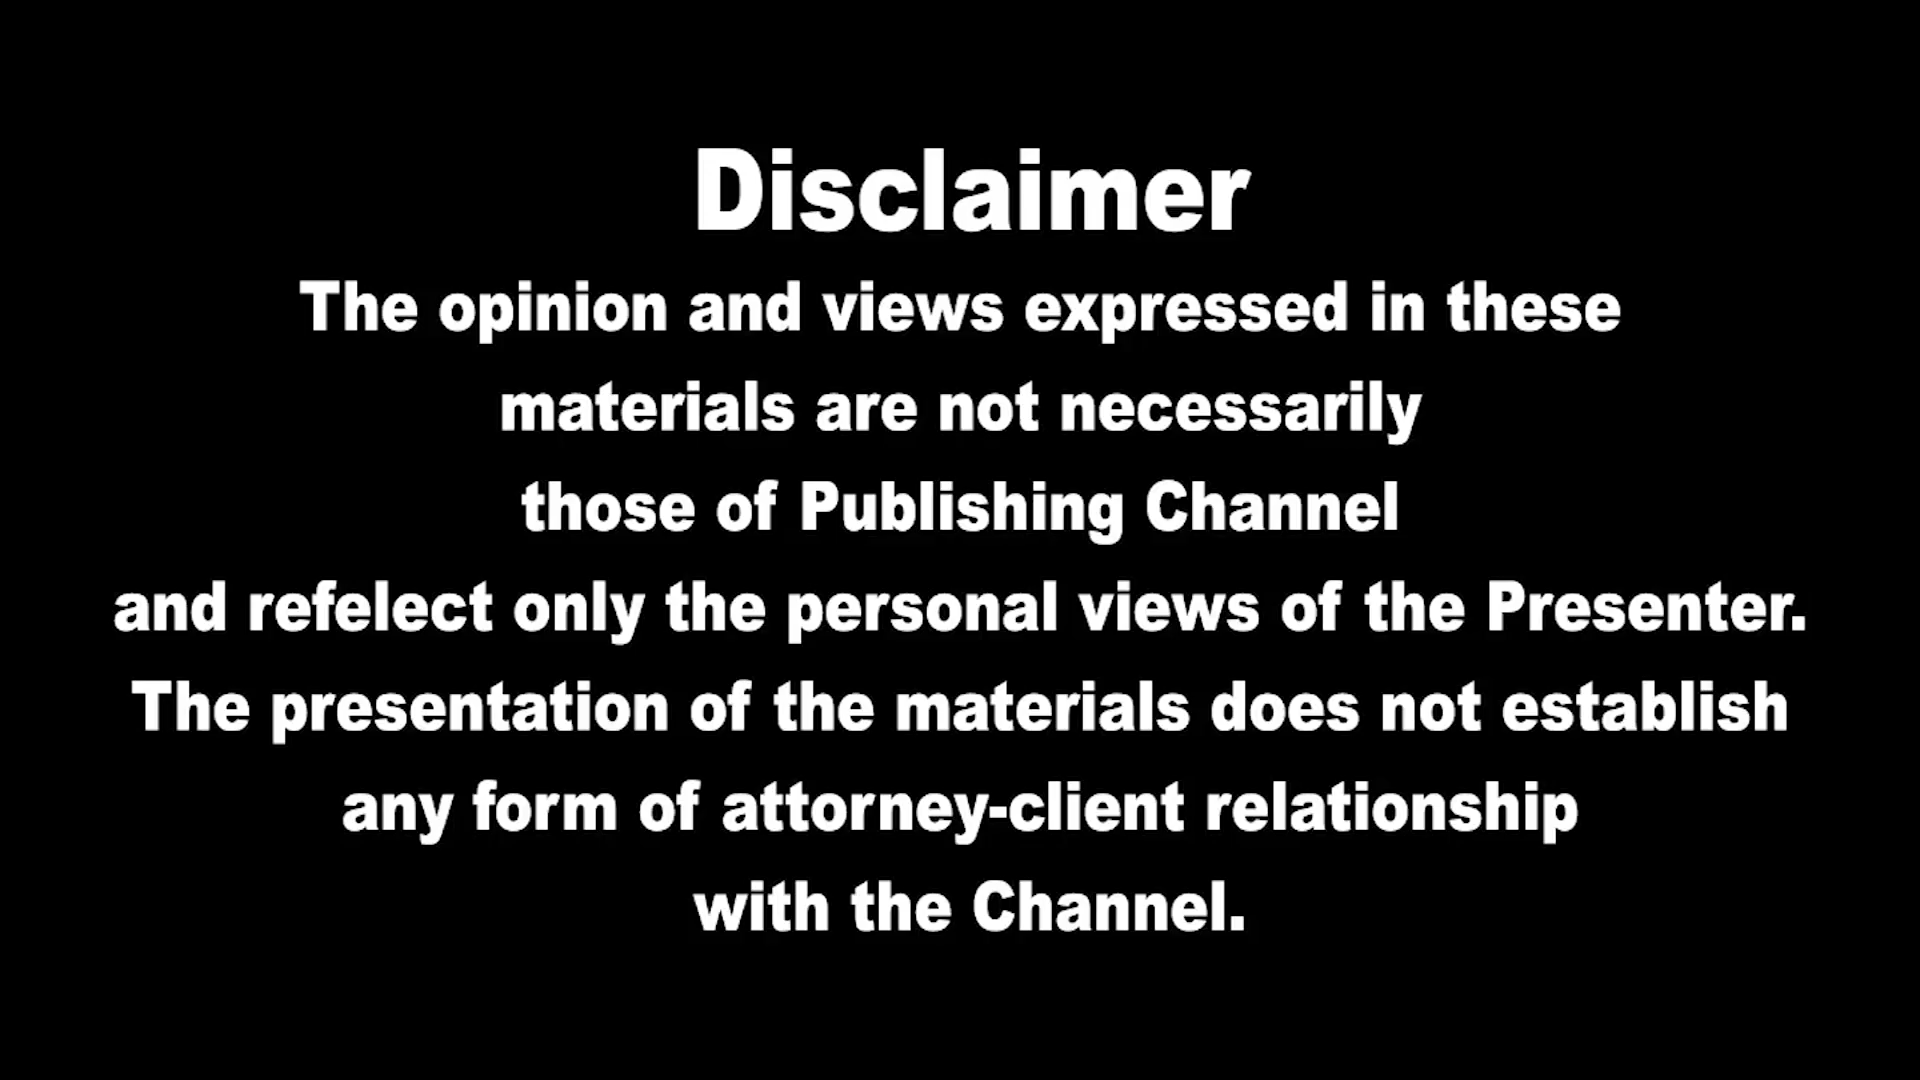 Disclaimer
The opinion and views expressed in these
materials are not necessarily
those of Publishing Channel
and refelect only the personal views of the Presenter.
The presentation of the materials does not establish
any form of attorney-client relationship
with the Channel.